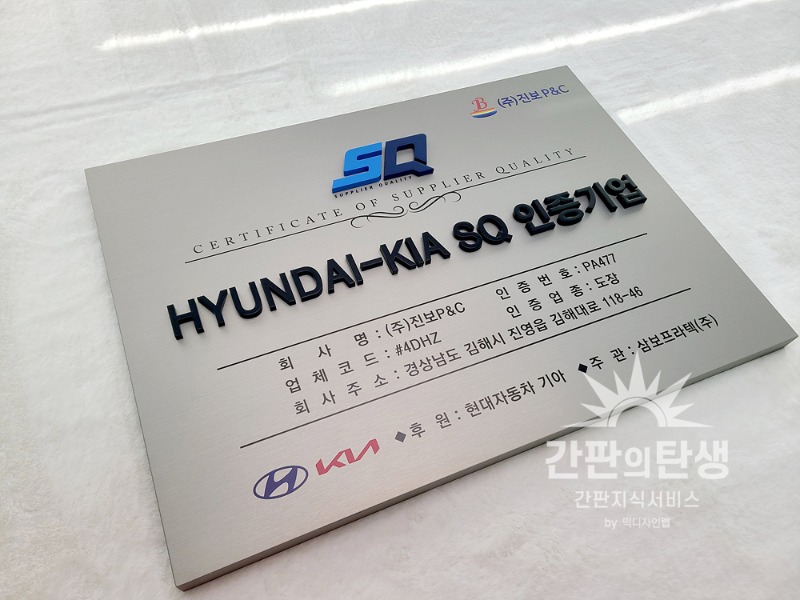 B (주)진보P&C
SQ
SUPPLIER QUALITY
CERTIFICATE OF SUPPLIER QUALITY
HYUNDAI-KIA SQ 인증기업
회 사 명 : (주)진보P&C 인 증 번 호 : PA477
업 체 코 드 : #4DHZ 인 증 업 종 : 도장
회 사 주 소 : 경상남도 김해시 진영읍 김해대로 118-46
KIA ◆후 원 : 현대자동차 기아 ◆주 관 : 삼보프라텍(주)
간판의탄생
간판지식서비스
by 떡디자인랩